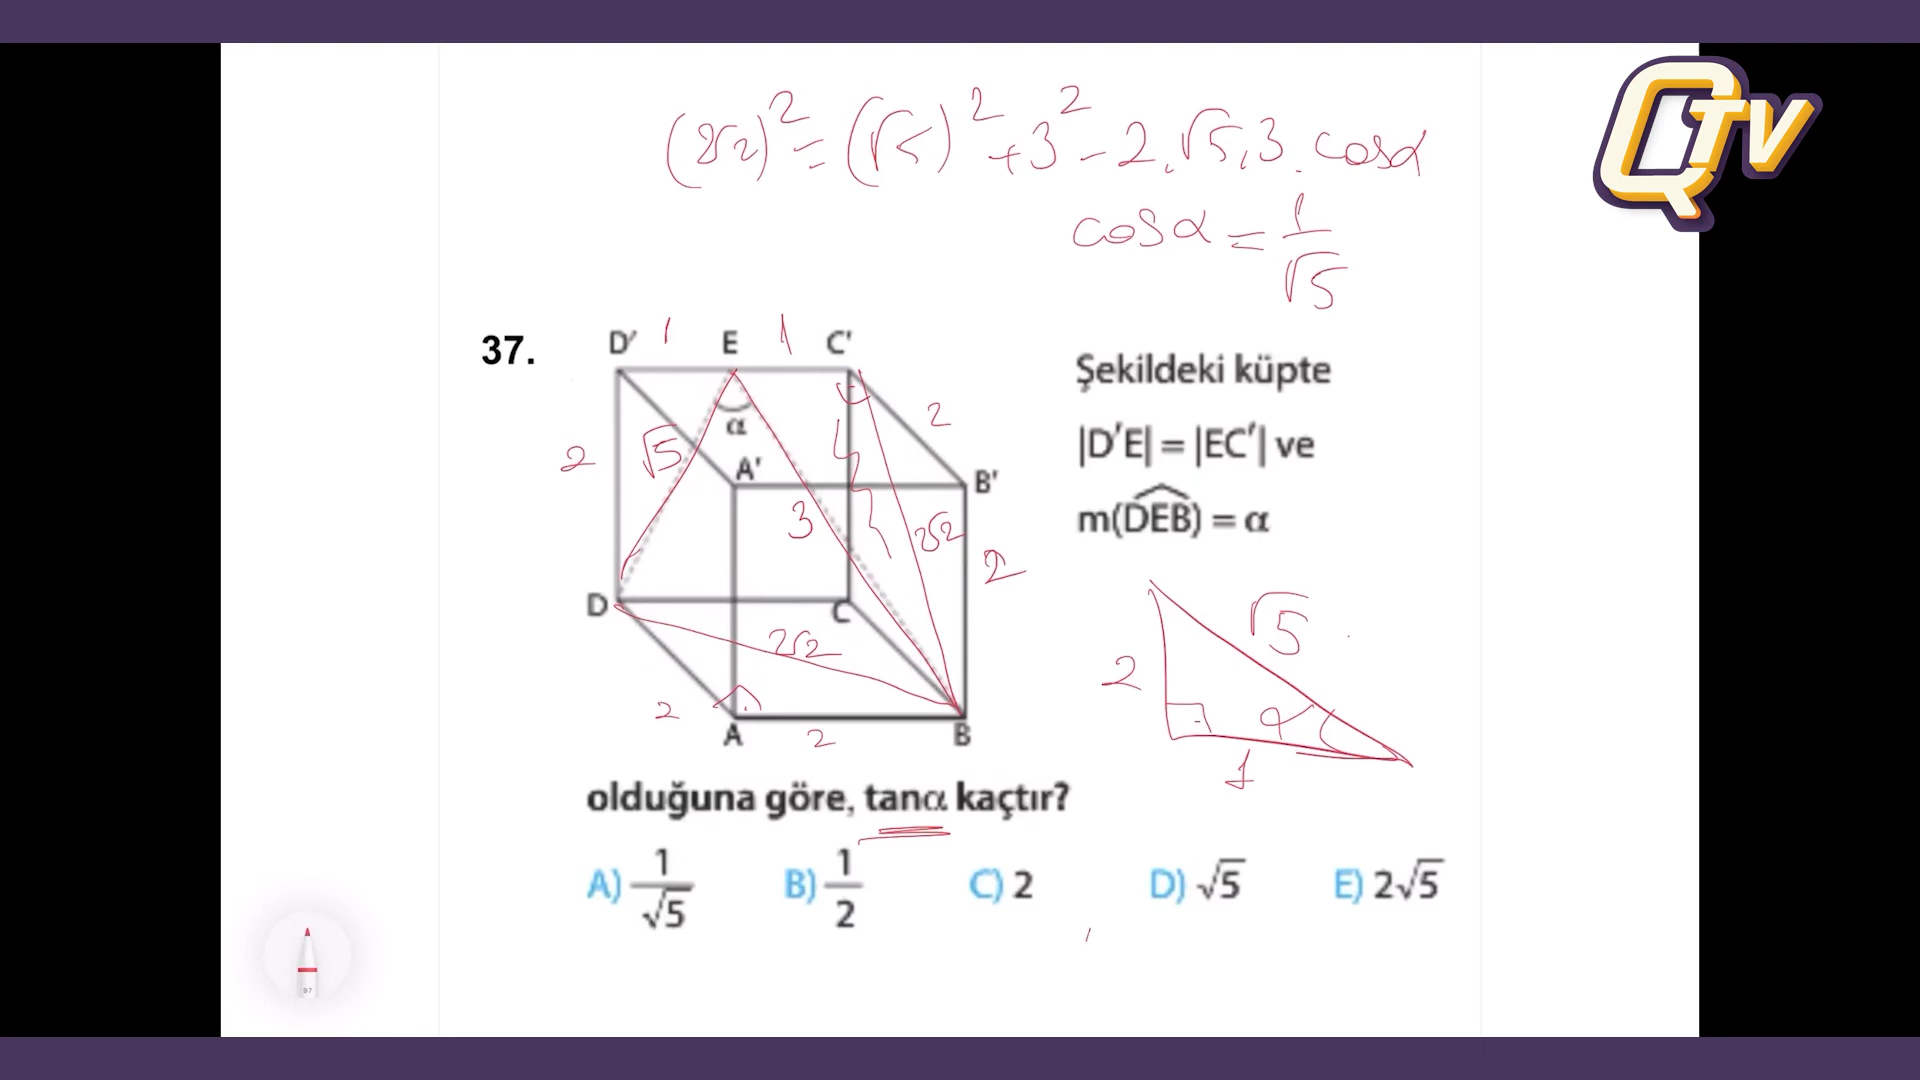 QTV
(2√2)² = (√5)² + 3² - 2.√5.3.cosα
cosα = 1/√5
37.
D' 1 E 1 C'
Şekildeki küpte
|D'E| = |EC'| ve
m(DEB) = α
α
2
√5
2
A'
B'
3
2√2
2
D
C
2√2
2
A
2
B
√5
2
α
1
olduğuna göre, tanα kaçtır?
A) 1/√5 B) 1/2 C) 2 D) √5 E) 2√5
97